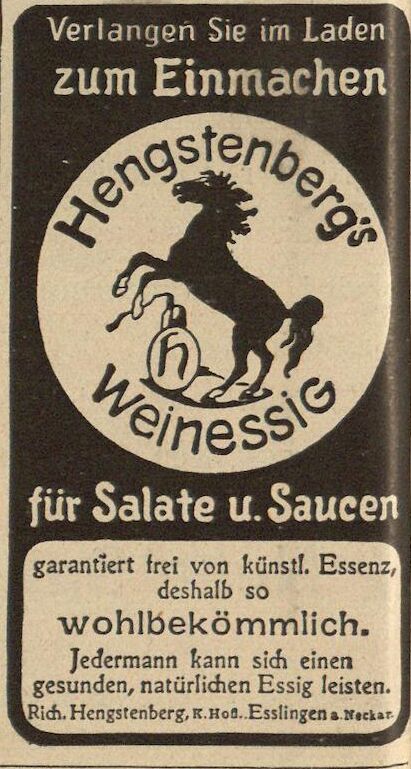 Verlangen Sie im Laden
zum Einmachen
Hengstenberg's
h
Weinessig
für Salate u. Saucen
garantiert frei von künstl. Essenz,
deshalb so
wohlbekömmlich.
Jedermann kann sich einen
gesunden, natürlichen Essig leisten.
Rich. Hengstenberg, K. Hofl. Esslingen a. Neckar.